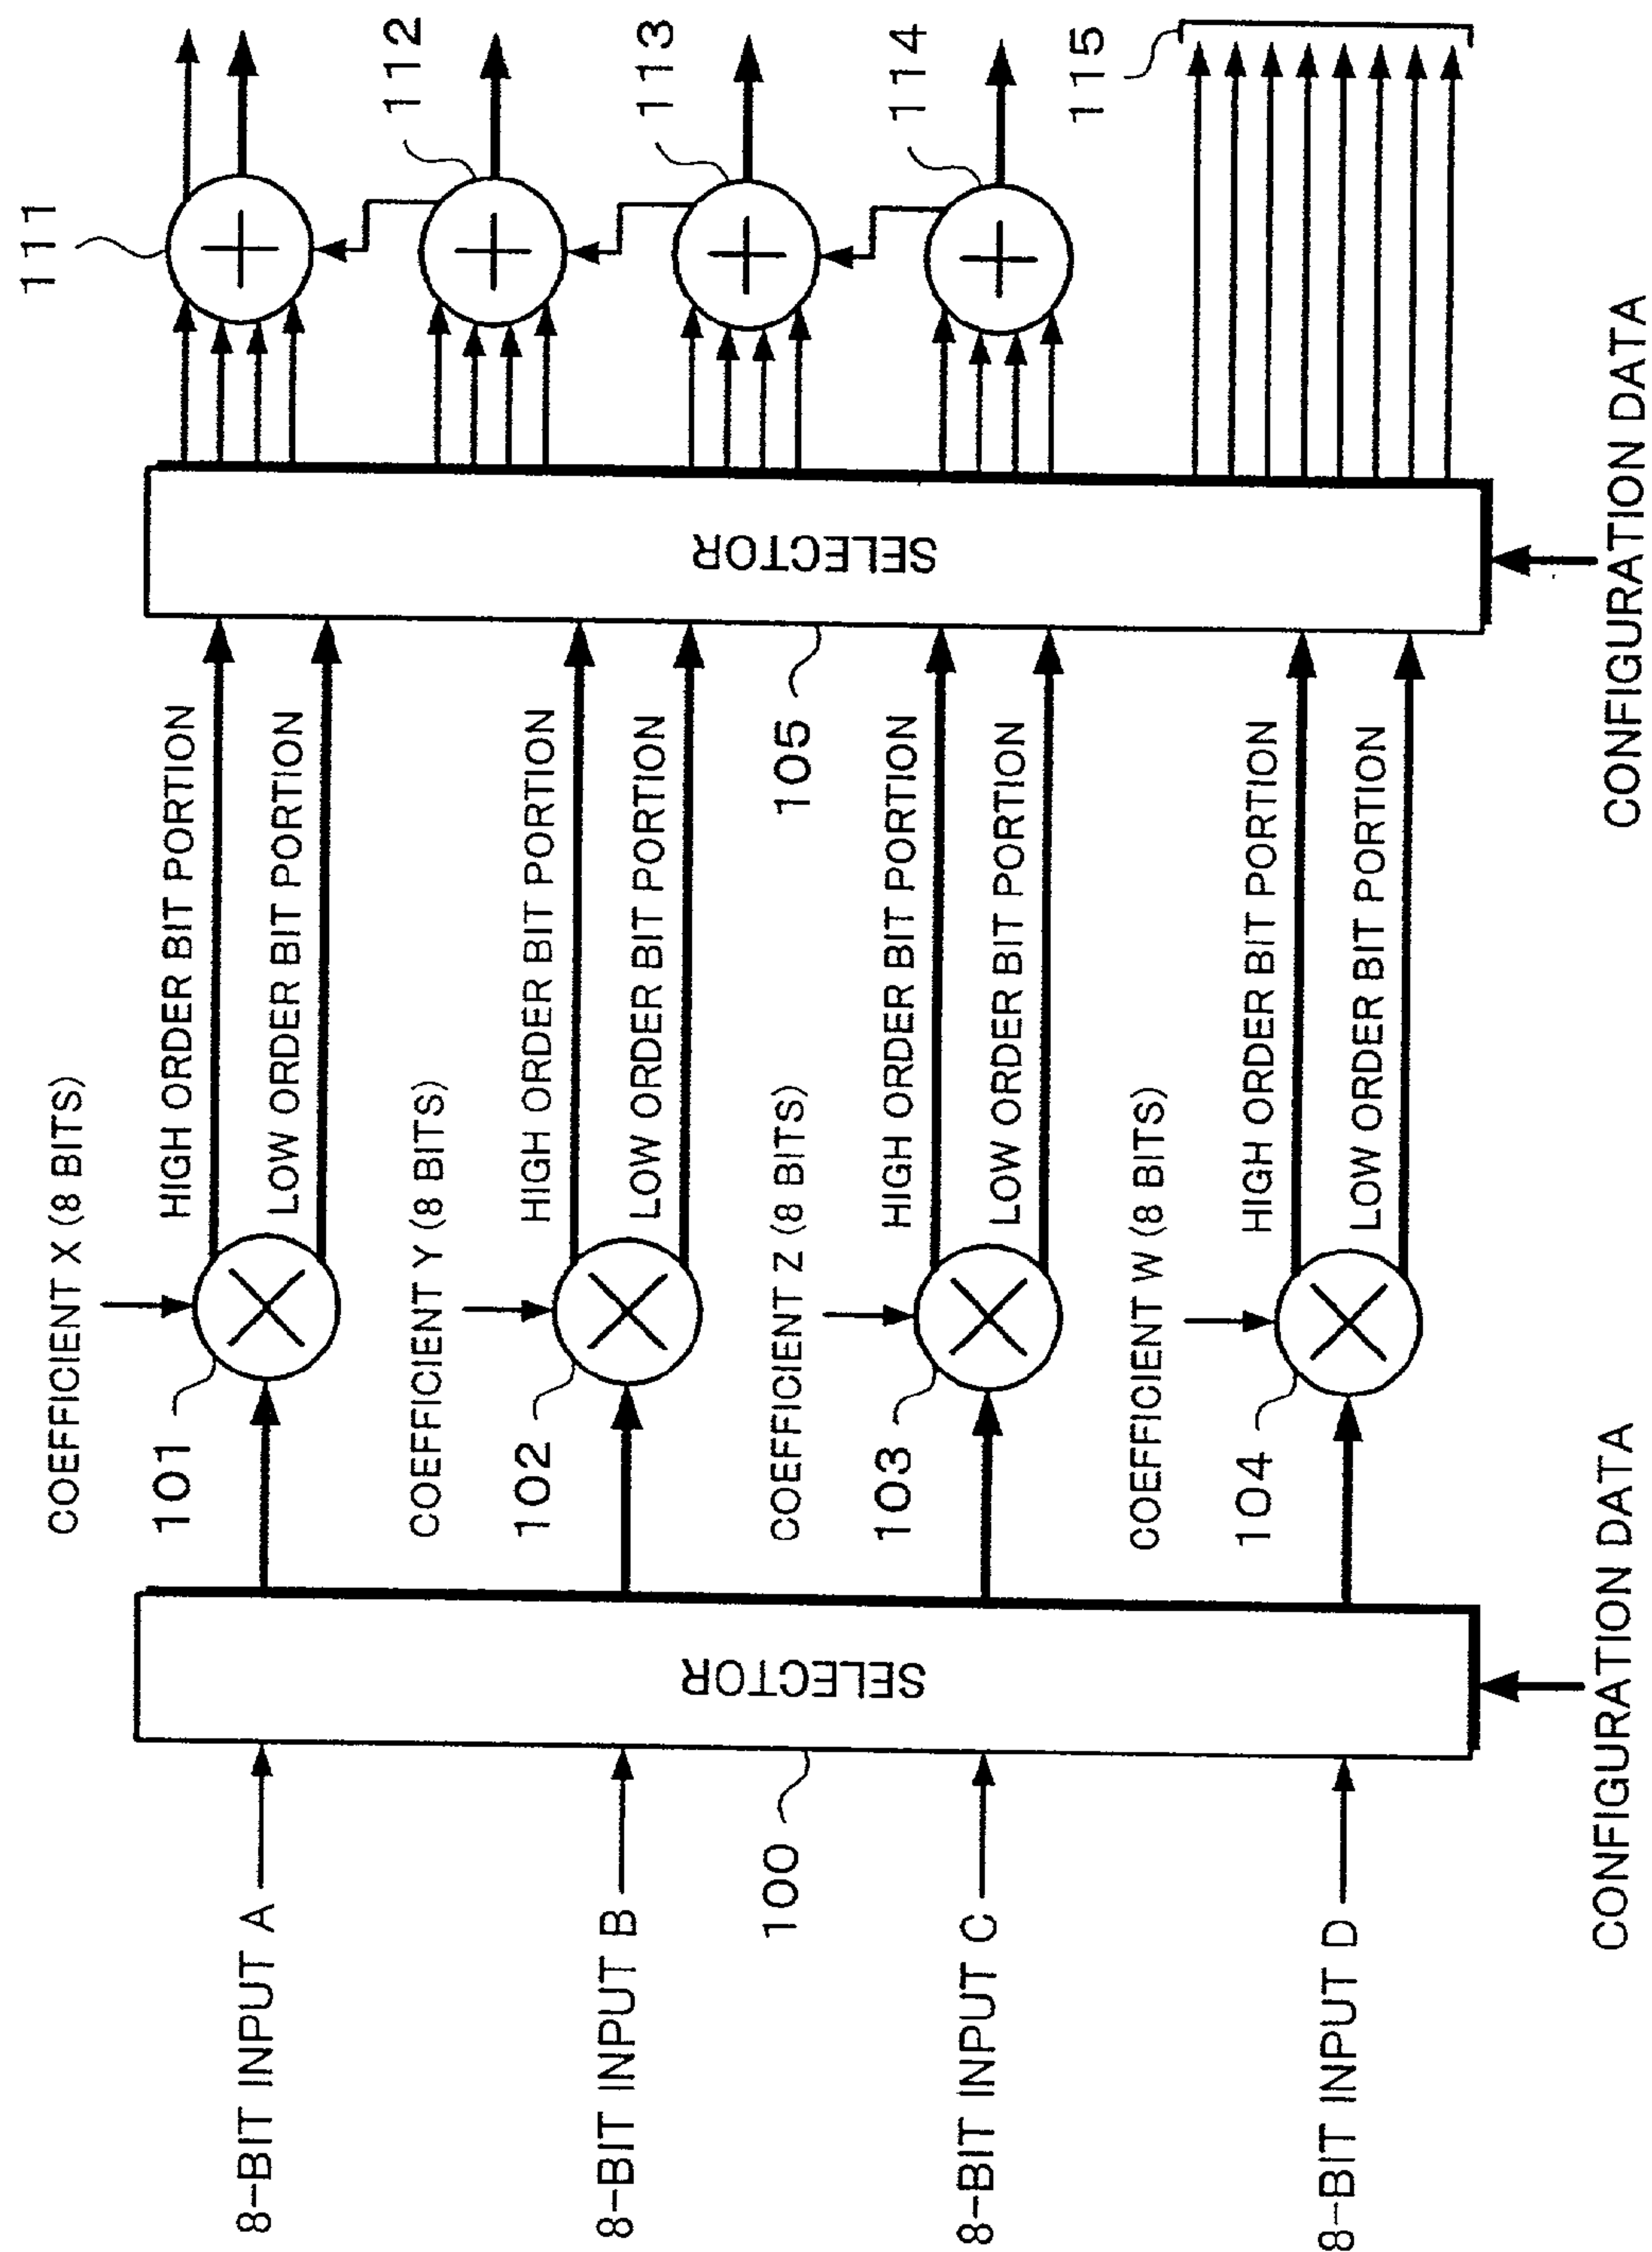 8-BIT INPUT A
8-BIT INPUT B
8-BIT INPUT C
8-BIT INPUT D
100
SELECTOR
CONFIGURATION DATA
COEFFICIENT X (8 BITS)
101
HIGH ORDER BIT PORTION
LOW ORDER BIT PORTION
COEFFICIENT Y (8 BITS)
102
HIGH ORDER BIT PORTION
LOW ORDER BIT PORTION
COEFFICIENT Z (8 BITS)
103
HIGH ORDER BIT PORTION
LOW ORDER BIT PORTION
COEFFICIENT W (8 BITS)
104
HIGH ORDER BIT PORTION
LOW ORDER BIT PORTION
105
SELECTOR
CONFIGURATION DATA
111
112
113
114
115